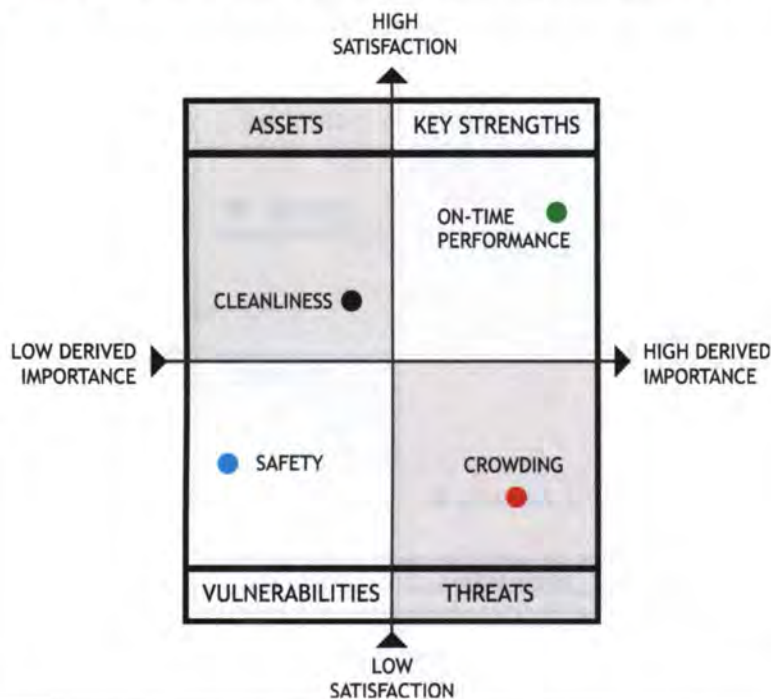 HIGH
SATISFACTION
ASSETS
KEY STRENGTHS
ON-TIME
PERFORMANCE
CLEANLINESS
LOW DERIVED
IMPORTANCE
HIGH DERIVED
IMPORTANCE
SAFETY
CROWDING
VULNERABILITIES
THREATS
LOW
SATISFACTION